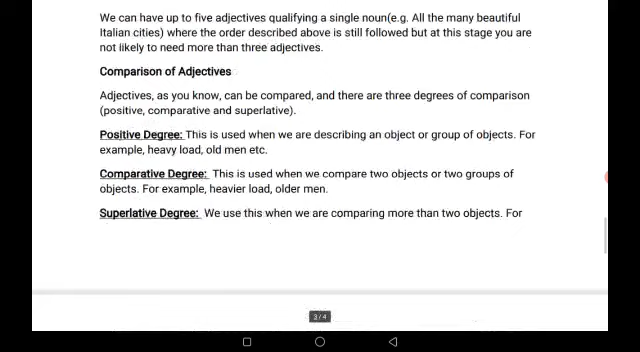 We can have up to five adjectives qualifying a single noun(e.g. All the many beautiful
Italian cities) where the order described above is still followed but at this stage you are
not likely to need more than three adjectives.
Comparison of Adjectives
Adjectives, as you know, can be compared, and there are three degrees of comparison
(positive, comparative and superlative).
Positive Degree: This is used when we are describing an object or group of objects. For
example, heavy load, old men etc.
Comparative Degree: This is used when we compare two objects or two groups of
objects. For example, heavier load, older men.
Superlative Degree: We use this when we are comparing more than two objects. For
3/4